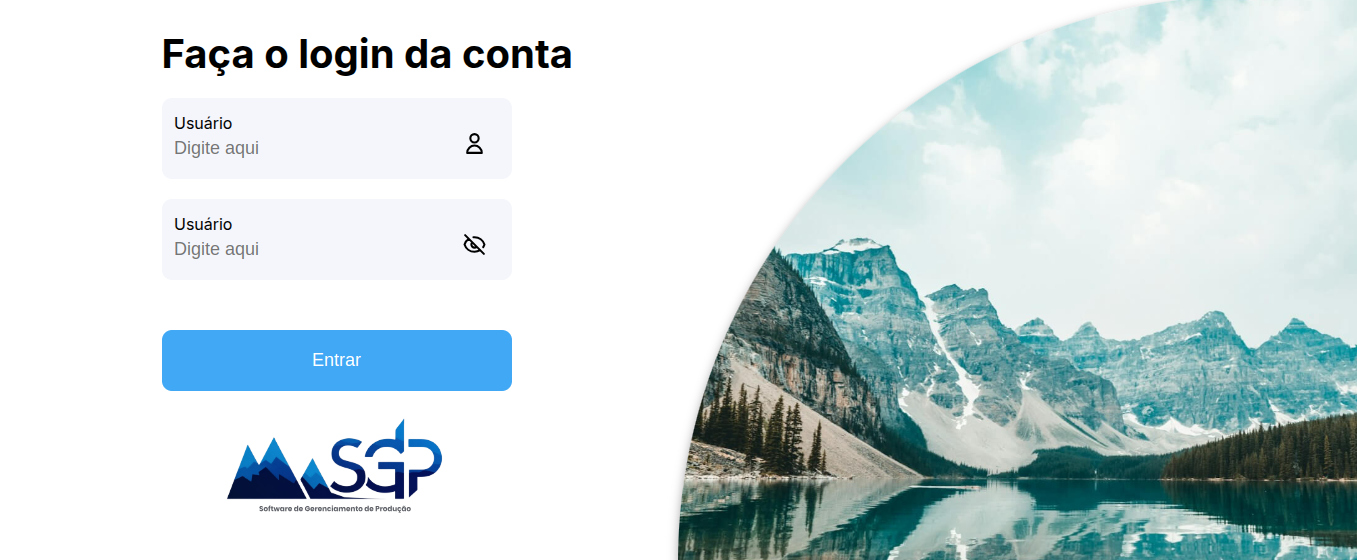 Faça o login da conta
Usuário
Digite aqui
Usuário
Digite aqui
Entrar
SGP
Software de Gerenciamento de Produção